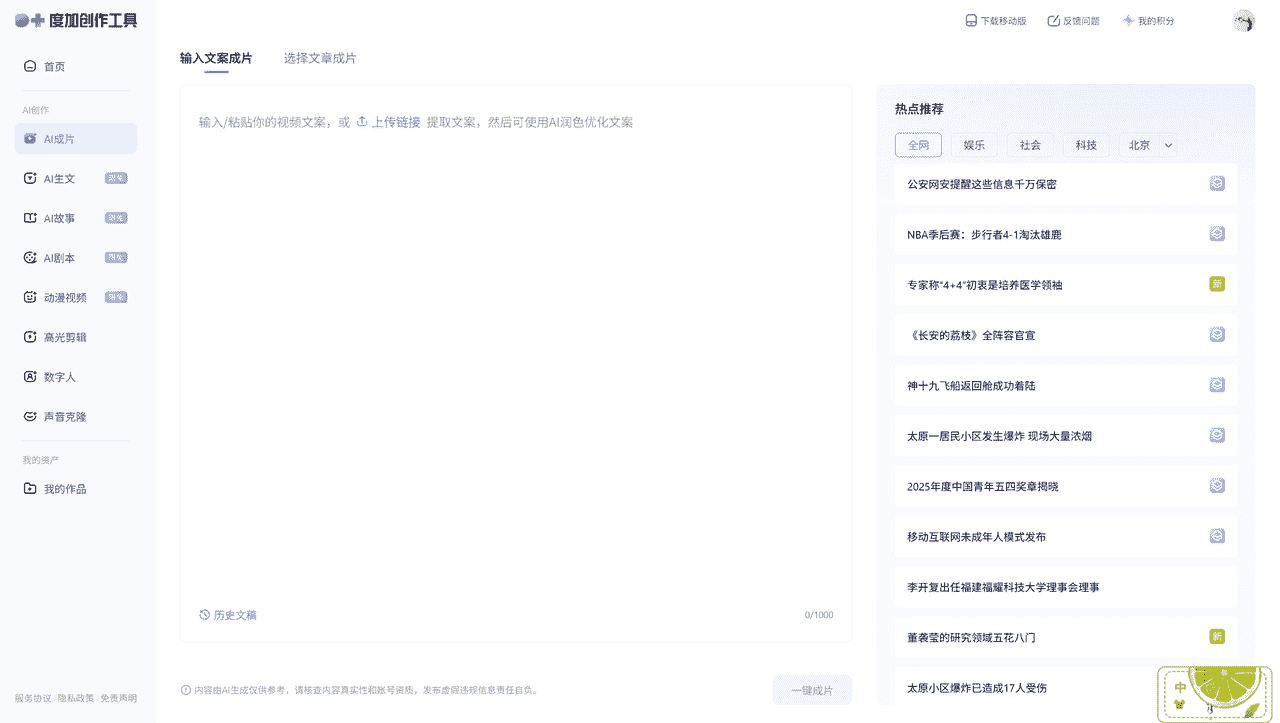 度加创作工具
下载移动版
反馈问题
我的积分
首页
AI创作
AI成片
AI生文
AI故事
AI剧本
动漫视频
高光剪辑
数字人
声音克隆
我的资产
我的作品
服务协议 隐私政策 免责声明
输入文案成片
选择文章成片
输入/粘贴你的视频文案，或 上传链接 提取文案，然后可使用AI润色优化文案
历史文稿
0/1000
内容由AI生成仅供参考，请核查内容真实性和账号资质，发布虚假违规信息责任自负。
一键成片
热点推荐
全网
娱乐
社会
科技
北京
公安网安提醒这些信息千万保密
NBA季后赛：步行者4-1淘汰雄鹿
专家称"4+4"初衷是培养医学领袖
新
《长安的荔枝》全阵容官宣
神十九飞船返回舱成功着陆
太原一居民小区发生爆炸 现场大量浓烟
2025年度中国青年五四奖章揭晓
移动互联网未成年人模式发布
李开复出任福建福耀科技大学理事会理事
董袭莹的研究领域五花八门
新
太原小区爆炸已造成17人受伤
中